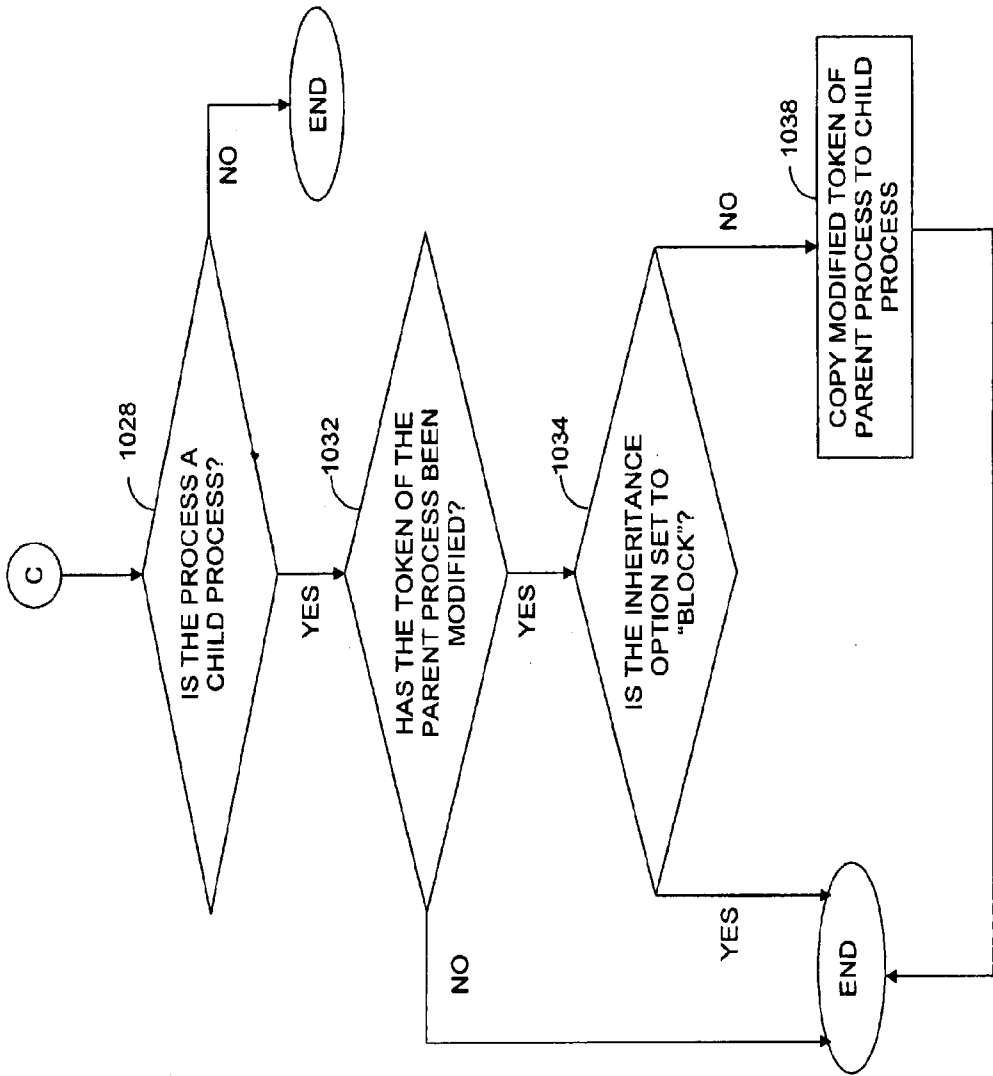 C
1028
IS THE PROCESS A
CHILD PROCESS?
NO
END
YES
1032
HAS THE TOKEN OF THE
PARENT PROCESS BEEN
MODIFIED?
NO
YES
1034
IS THE INHERITANCE
OPTION SET TO
"BLOCK"?
YES
NO
1038
COPY MODIFIED TOKEN OF
PARENT PROCESS TO CHILD
PROCESS
END